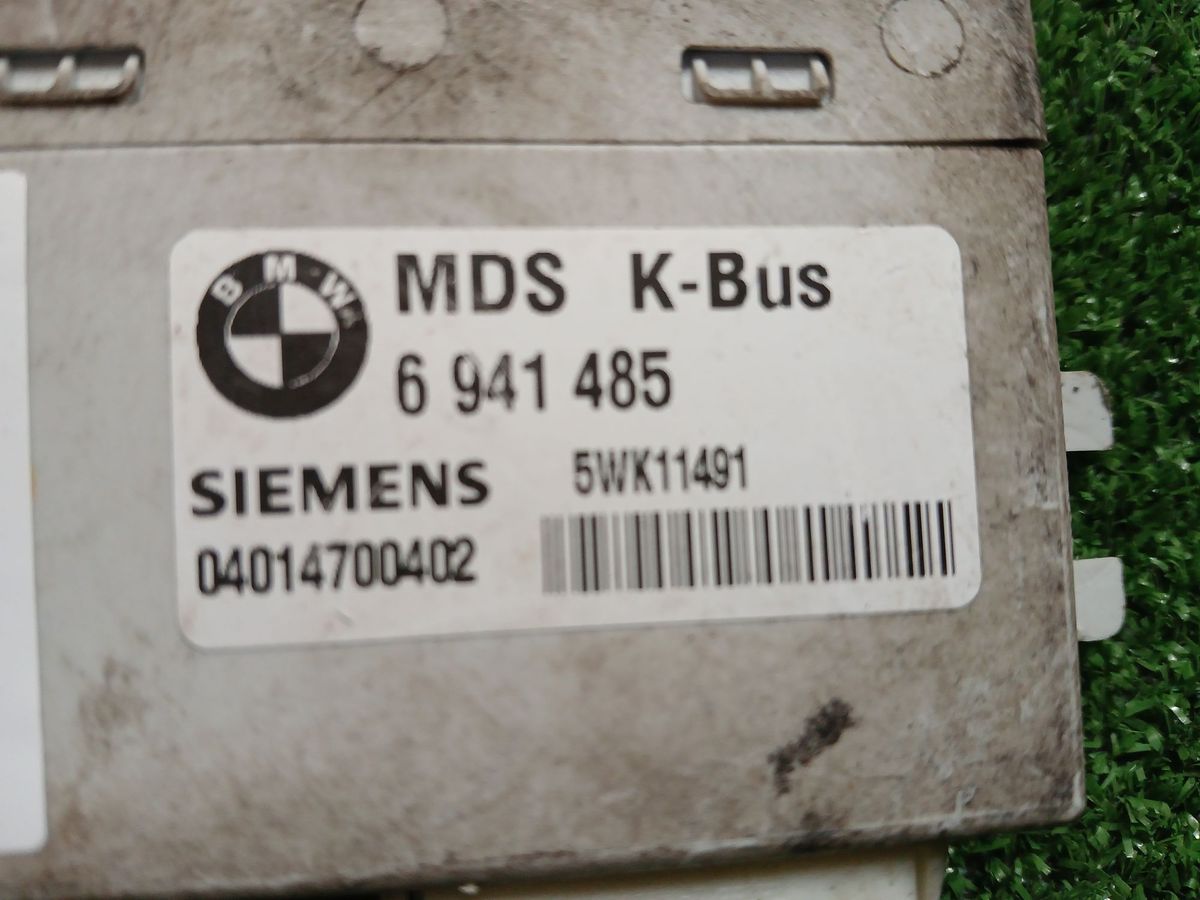 BMW
MDS K-Bus
6 941 485
SIEMENS 5WK11491
04014700402